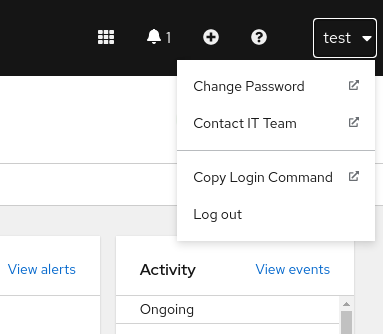 1
test
Change Password
Contact IT Team
Copy Login Command
Log out
View alerts
Activity
View events
Ongoing